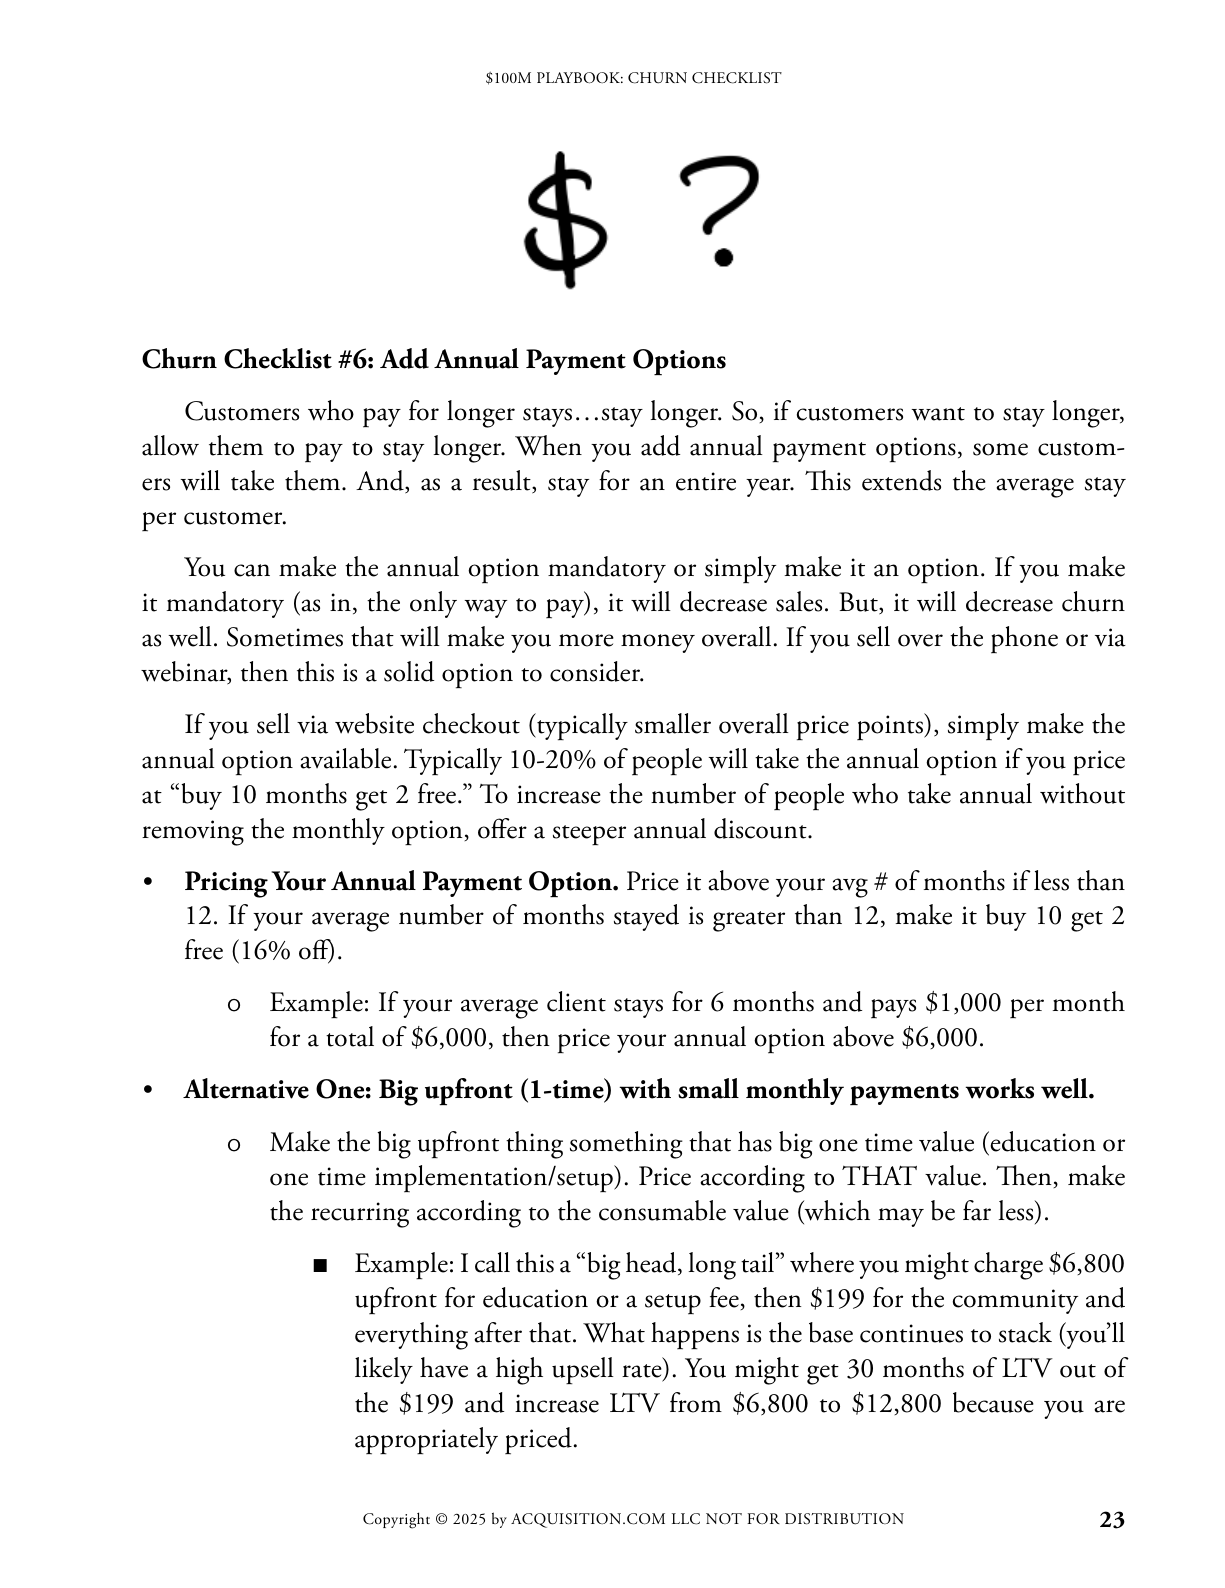 $100M PLAYBOOK: CHURN CHECKLIST
$ ?
Churn Checklist #6: Add Annual Payment Options
Customers who pay for longer stays…stay longer. So, if customers want to stay longer,
allow them to pay to stay longer. When you add annual payment options, some custom-
ers will take them. And, as a result, stay for an entire year. This extends the average stay
per customer.
You can make the annual option mandatory or simply make it an option. If you make
it mandatory (as in, the only way to pay), it will decrease sales. But, it will decrease churn
as well. Sometimes that will make you more money overall. If you sell over the phone or via
webinar, then this is a solid option to consider.
If you sell via website checkout (typically smaller overall price points), simply make the
annual option available. Typically 10-20% of people will take the annual option if you price
at “buy 10 months get 2 free.” To increase the number of people who take annual without
removing the monthly option, offer a steeper annual discount.
• Pricing Your Annual Payment Option. Price it above your avg # of months if less than
12. If your average number of months stayed is greater than 12, make it buy 10 get 2
free (16% off).
o Example: If your average client stays for 6 months and pays $1,000 per month
for a total of $6,000, then price your annual option above $6,000.
• Alternative One: Big upfront (1-time) with small monthly payments works well.
o Make the big upfront thing something that has big one time value (education or
one time implementation/setup). Price according to THAT value. Then, make
the recurring according to the consumable value (which may be far less).
■ Example: I call this a “big head, long tail” where you might charge $6,800
upfront for education or a setup fee, then $199 for the community and
everything after that. What happens is the base continues to stack (you’ll
likely have a high upsell rate). You might get 30 months of LTV out of
the $199 and increase LTV from $6,800 to $12,800 because you are
appropriately priced.
Copyright © 2025 by ACQUISITION.COM LLC NOT FOR DISTRIBUTION
23